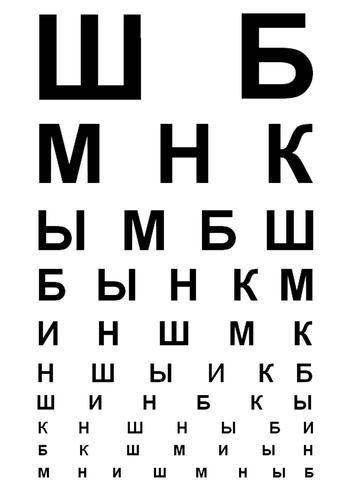 Ш Б
М Н К
Ы М Б Ш
Б Ы Н К М
И Н Ш М К
Н Ш Ы И К Б
Ш И Н Б К Ы
К Н Ш Н Ы Б И
Б К Ш М И Ы Н
М Н И Ш М Н Ы Б